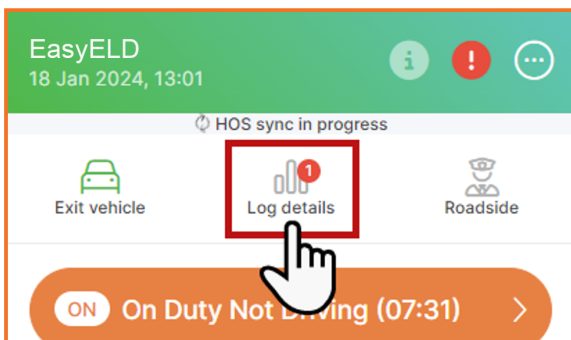 EasyELD
18 Jan 2024, 13:01
i ! ...
HOS sync in progress
1
Exit vehicle Log details Roadside
ON On Duty Not Driving (07:31)